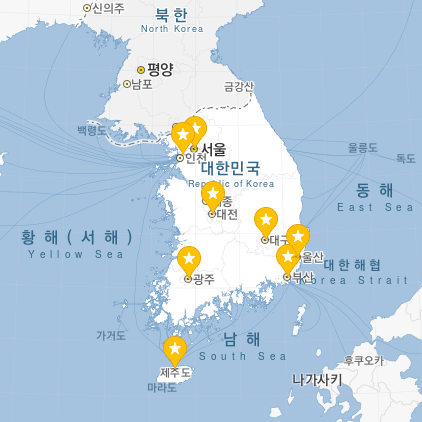 신의주
북한
North Korea
평양
남포
금강산
백령도
서울
인천
울릉도
대한민국
Republic of Korea
독도
동해
East Sea
종
대전
황해(서해)
Yellow Sea
대구
울산
대한해협
Korea Strait
부산
광주
가거도
남해
South Sea
후쿠오카
제주도
나가사키
마라도